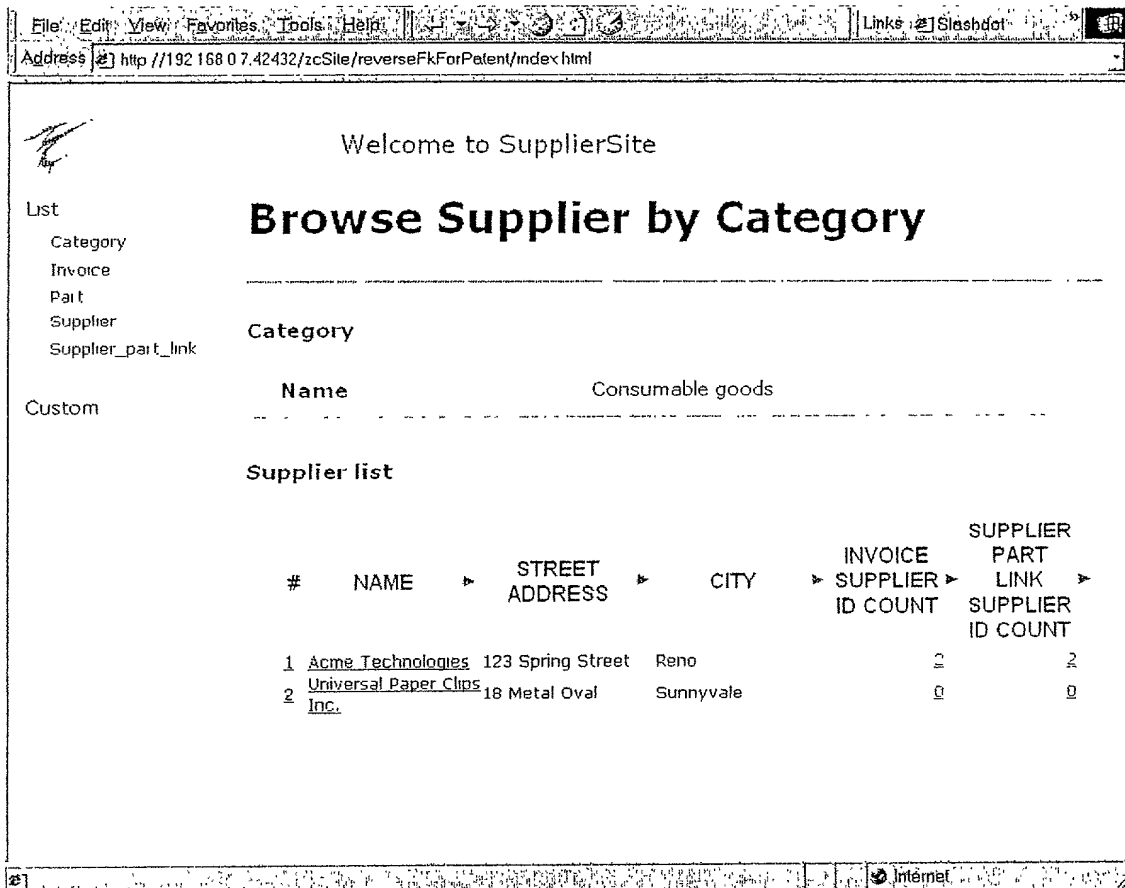 File Edit View Favorites Tools Help Links Slashdot
Address http //192 168 0 7.42432/zcSite/reverseFkForPatent/index html
Welcome to SupplierSite
List
Category
Invoice
Part
Supplier
Supplier_part_link
Custom
Browse Supplier by Category
Category
Name Consumable goods
Supplier list
# NAME STREET ADDRESS CITY INVOICE SUPPLIER ID COUNT SUPPLIER PART LINK SUPPLIER ID COUNT
1 Acme Technologies 123 Spring Street Reno 2
2 Universal Paper Clips Inc. 18 Metal Oval Sunnyvale 0 0
Internet